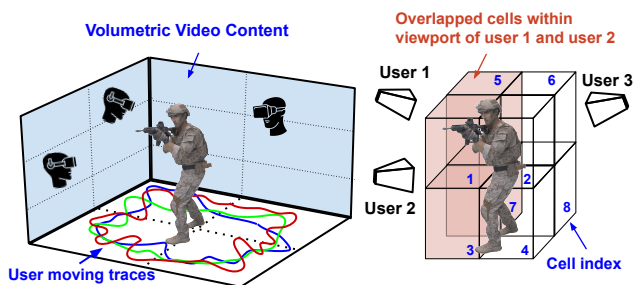 Volumetric Video Content
User moving traces
Overlapped cells within
viewport of user 1 and user 2
User 1
User 2
User 3
5
6
1
2
7
8
3
4
Cell index